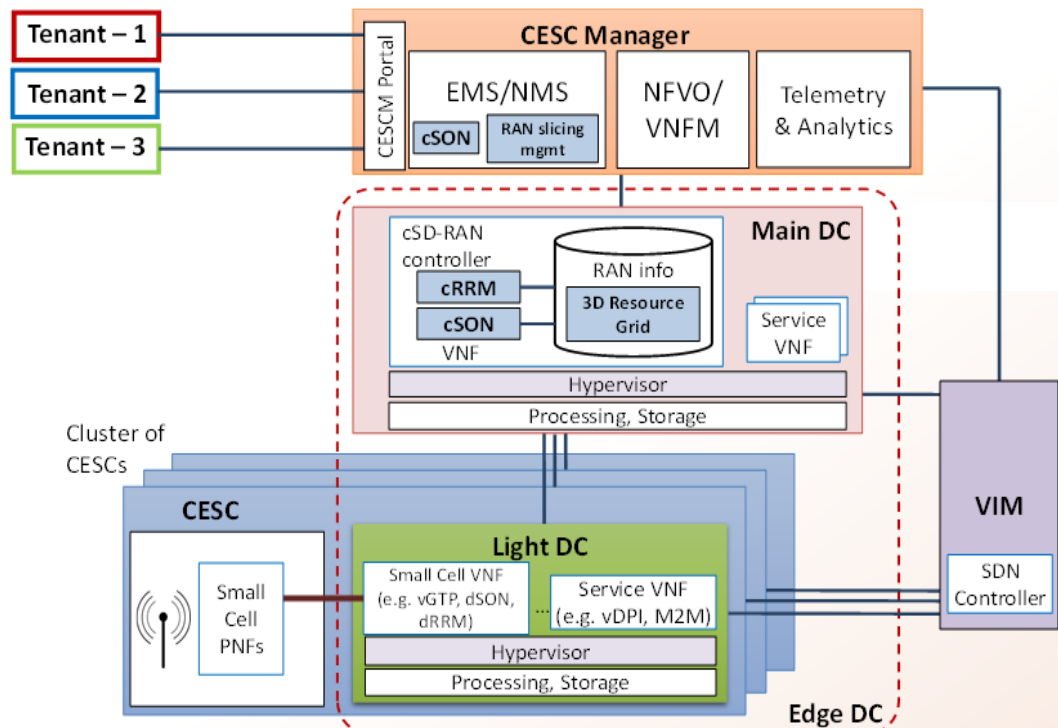 Tenant – 1
Tenant – 2
Tenant – 3
CESC Manager
CESCM Portal
EMS/NMS
cSON
RAN slicing
mgmt
NFVO/
VNFM
Telemetry
& Analytics
Main DC
cSD-RAN
controller
cRRM
cSON
VNF
RAN info
3D Resource
Grid
Service
VNF
Hypervisor
Processing, Storage
Cluster of
CESCs
CESC
Small
Cell
PNFs
Light DC
Small Cell VNF
(e.g. vGTP, dSON,
dRRM)
...
Service VNF
(e.g. vDPI, M2M)
Hypervisor
Processing, Storage
Edge DC
VIM
SDN
Controller